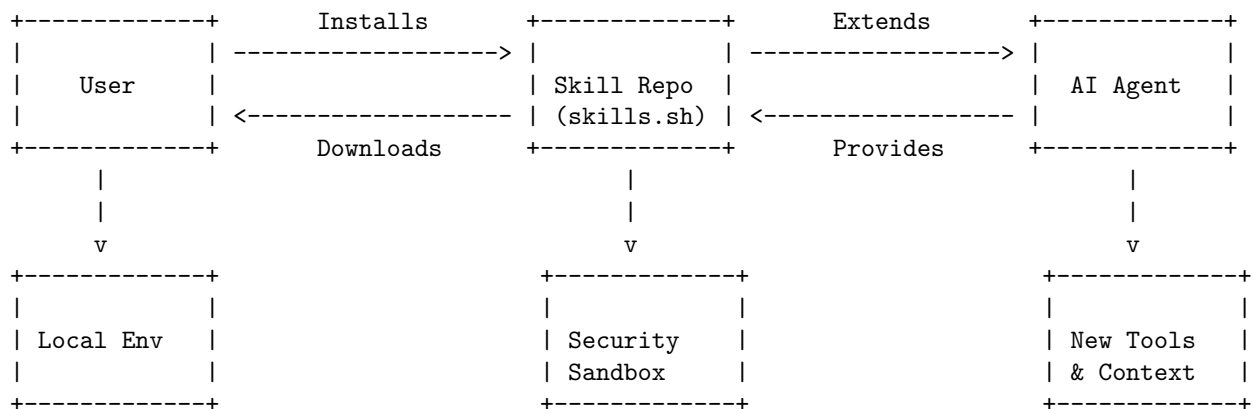 Installs
Extends
User
Skill Repo
(skills.sh)
AI Agent
Downloads
Provides
Local Env
Security
Sandbox
New Tools
& Context